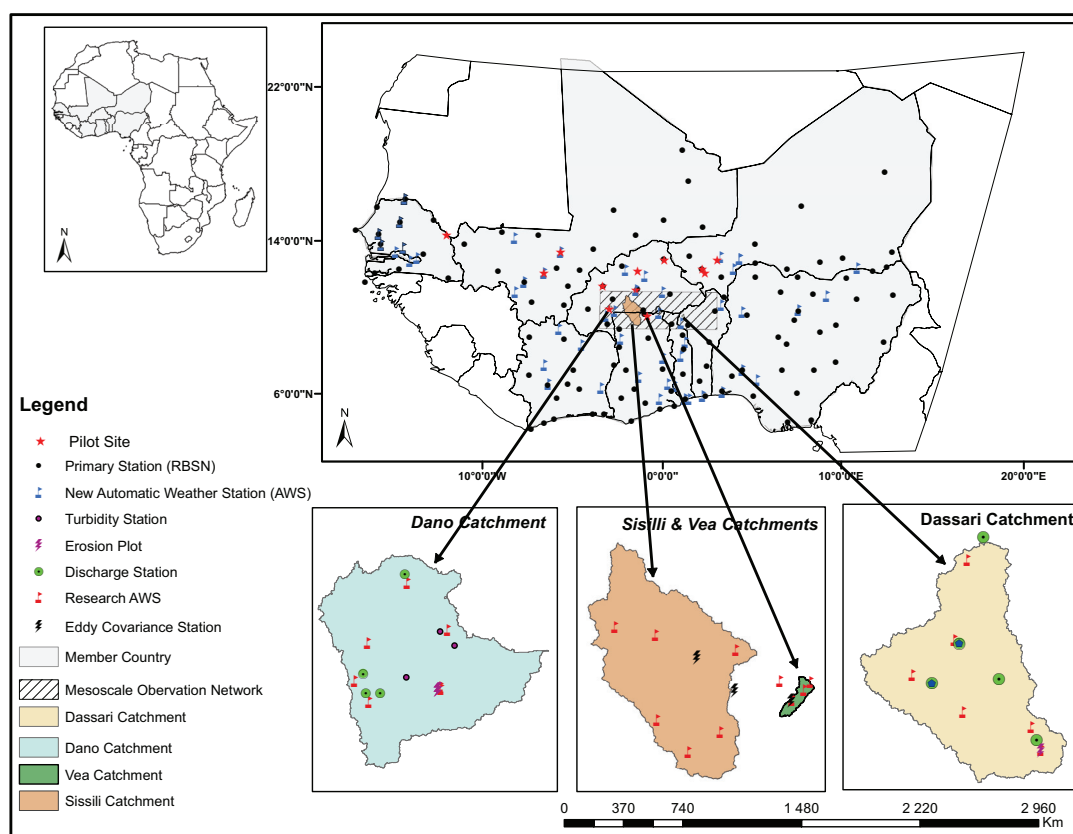 N
22°0'0"N
14°0'0"N
6°0'0"N
N
10°0'0"W
0°0'0"
10°0'0"E
20°0'0"E
Legend
Pilot Site
Primary Station (RBSN)
New Automatic Weather Station (AWS)
Turbidity Station
Erosion Plot
Discharge Station
Research AWS
Eddy Covariance Station
Member Country
Mesoscale Obervation Network
Dassari Catchment
Dano Catchment
Vea Catchment
Sissili Catchment
Dano Catchment
Sisilli & Vea Catchments
Dassari Catchment
0 370 740 1 480 2 220 2 960
Km